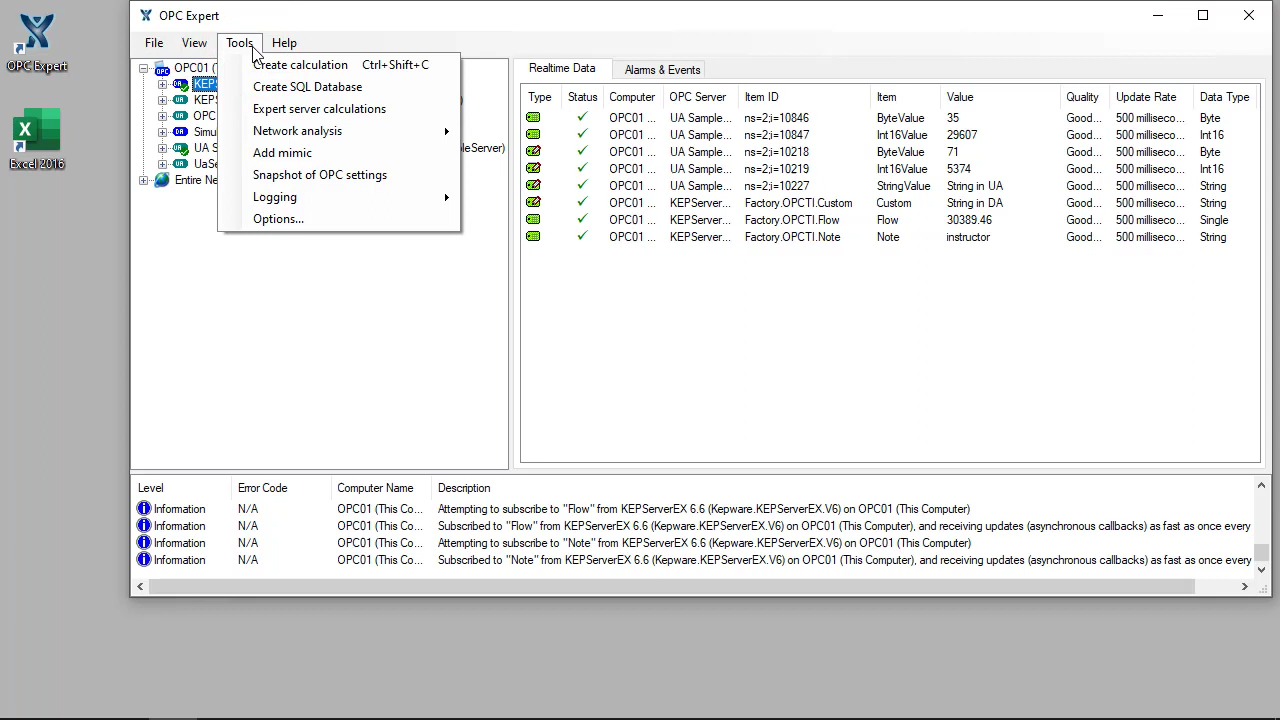 OPC Expert
File View Tools Help
OPC Expert
Excel 2016
Create calculation Ctrl+Shift+C
Create SQL Database
Expert server calculations
Network analysis
Add mimic
Snapshot of OPC settings
Logging
Options...
OPC01 (
KEPS
KEPS
OPC
Simu
UA S
leServer)
UaSe
Entire Ne
Realtime Data Alarms & Events
Type Status Computer OPC Server Item ID Item Value Quality Update Rate Data Type
OPC01 ... UA Sample... ns=2;i=10846 ByteValue 35 Good... 500 milliseco... Byte
OPC01 ... UA Sample... ns=2;i=10847 Int16Value 29607 Good... 500 milliseco... Int16
OPC01 ... UA Sample... ns=2;i=10218 ByteValue 71 Good... 500 milliseco... Byte
OPC01 ... UA Sample... ns=2;i=10219 Int16Value 5374 Good... 500 milliseco... Int16
OPC01 ... UA Sample... ns=2;i=10227 StringValue String in UA Good... 500 milliseco... String
OPC01 ... KEPServer... Factory.OPCTI.Custom Custom String in DA Good... 500 milliseco... String
OPC01 ... KEPServer... Factory.OPCTI.Flow Flow 30389.46 Good... 500 milliseco... Single
OPC01 ... KEPServer... Factory.OPCTI.Note Note instructor Good... 500 milliseco... String
Level Error Code Computer Name Description
Information N/A OPC01 (This Co... Attempting to subscribe to "Flow" from KEPServerEX 6.6 (Kepware.KEPServerEX.V6) on OPC01 (This Computer)
Information N/A OPC01 (This Co... Subscribed to "Flow" from KEPServerEX 6.6 (Kepware.KEPServerEX.V6) on OPC01 (This Computer), and receiving updates (asynchronous callbacks) as fast as once every
Information N/A OPC01 (This Co... Attempting to subscribe to "Note" from KEPServerEX 6.6 (Kepware.KEPServerEX.V6) on OPC01 (This Computer)
Information N/A OPC01 (This Co... Subscribed to "Note" from KEPServerEX 6.6 (Kepware.KEPServerEX.V6) on OPC01 (This Computer), and receiving updates (asynchronous callbacks) as fast as once every